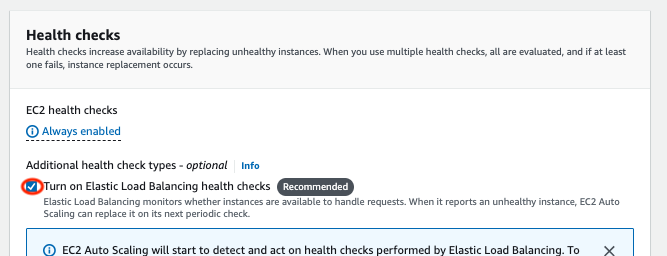 Health checks
Health checks increase availability by replacing unhealthy instances. When you use multiple health checks, all are evaluated, and if at least
one fails, instance replacement occurs.
EC2 health checks
Always enabled
Additional health check types - optional Info
Turn on Elastic Load Balancing health checks Recommended
Elastic Load Balancing monitors whether instances are available to handle requests. When it reports an unhealthy instance, EC2 Auto
Scaling can replace it on its next periodic check.
EC2 Auto Scaling will start to detect and act on health checks performed by Elastic Load Balancing. To